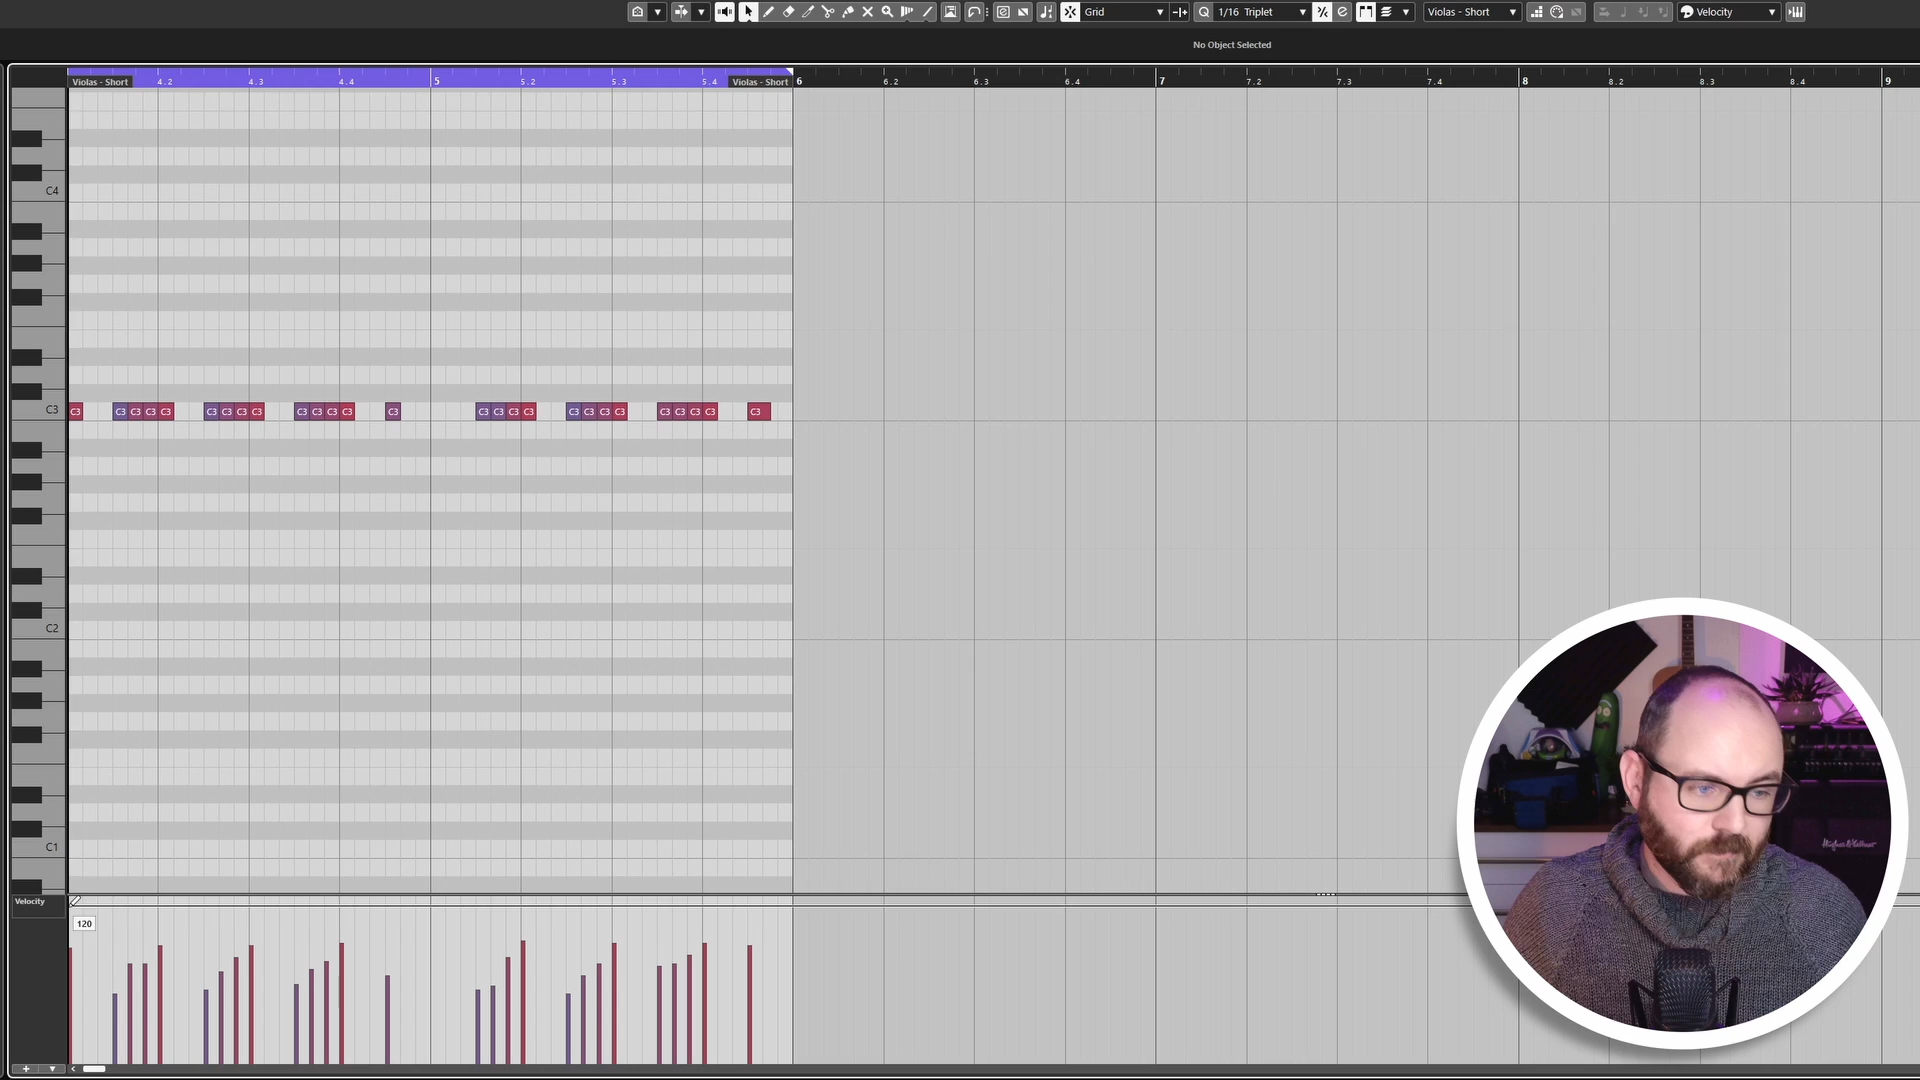 Grid
1/16 Triplet
Violas - Short
Velocity
No Object Selected
Violas - Short 4.2 4.3 4.4 5 5.2 5.3 5.4 Violas - Short 6 6.2 6.3 6.4 7 7.2 7.3 7.4 8 8.2 8.3 8.4 9
C4
C3 C3 C3 C3 C3 C3 C3 C3 C3 C3 C3 C3 C3 C3 C3 C3 C3 C3 C3 C3 C3 C3 C3 C3 C3 C3 C3 C3
C2
C1
Velocity
120
Hughes & Kettner